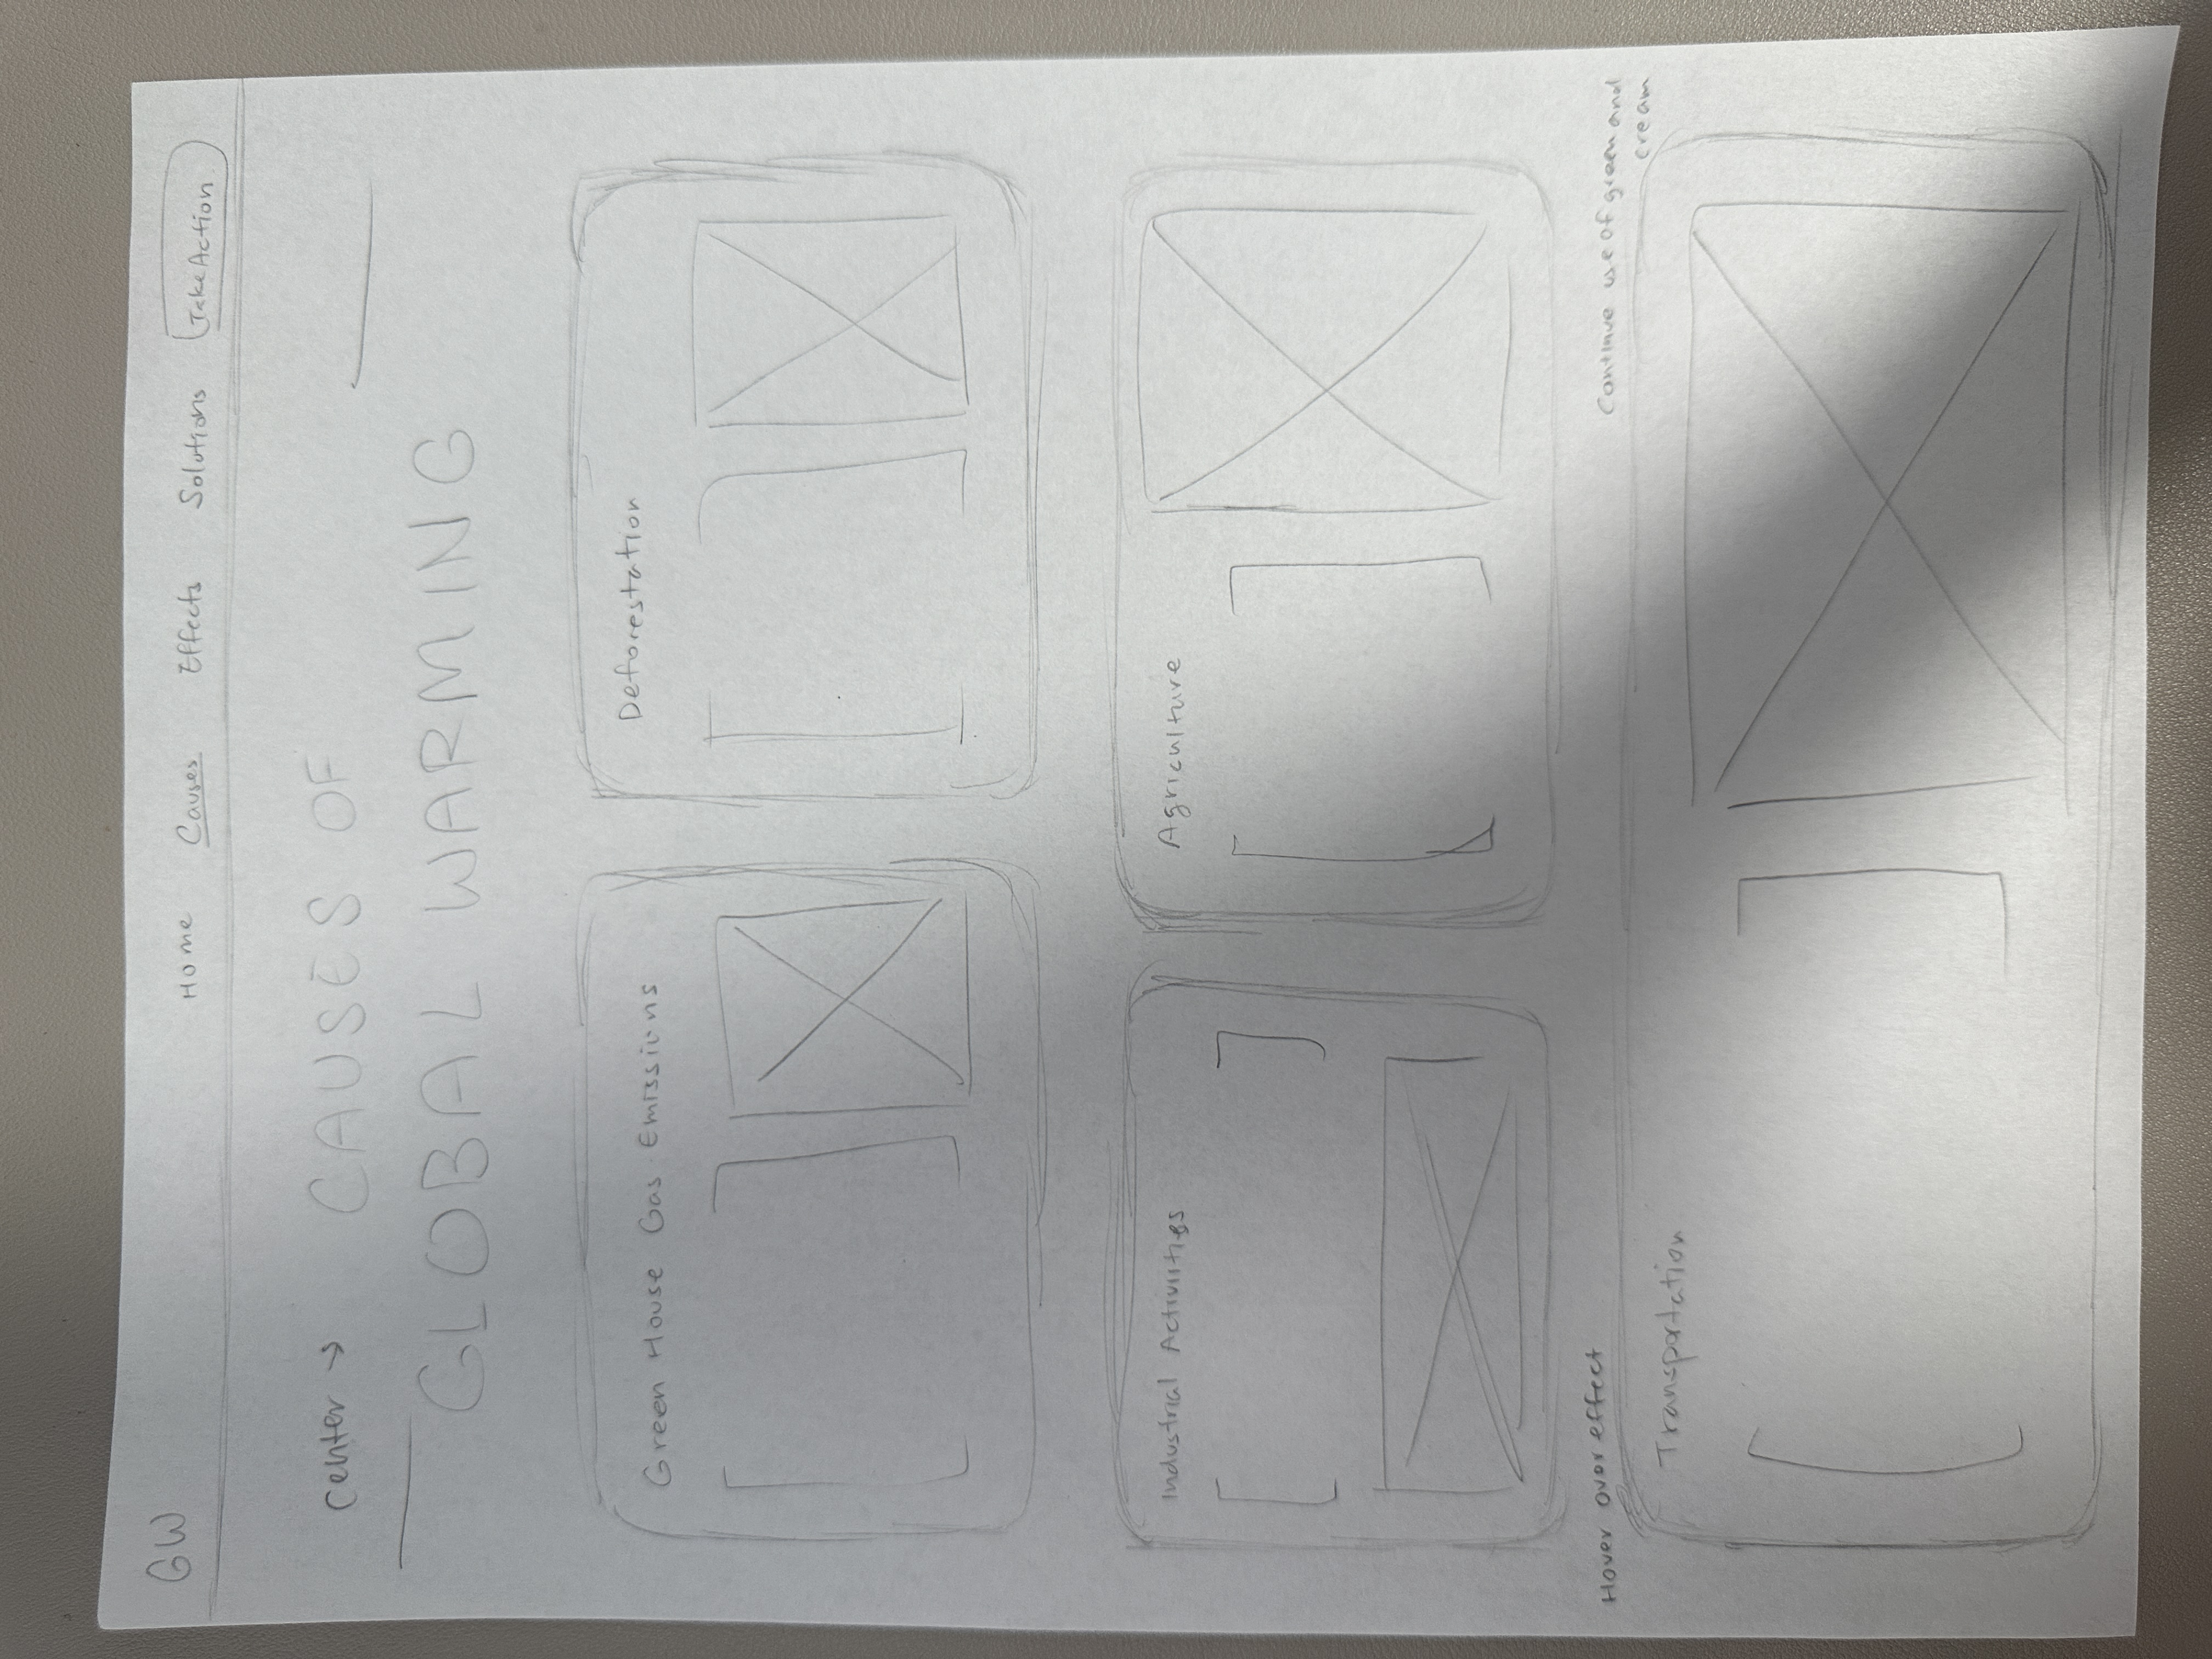 GW
Home Causes Effects Solutions Take Action
Center → CAUSES OF
GLOBAL WARMING
Green House Gas Emissions
Deforestation
Industrial Activities
Agriculture
Hover over effect
Continue use of green and
cream
Transportation